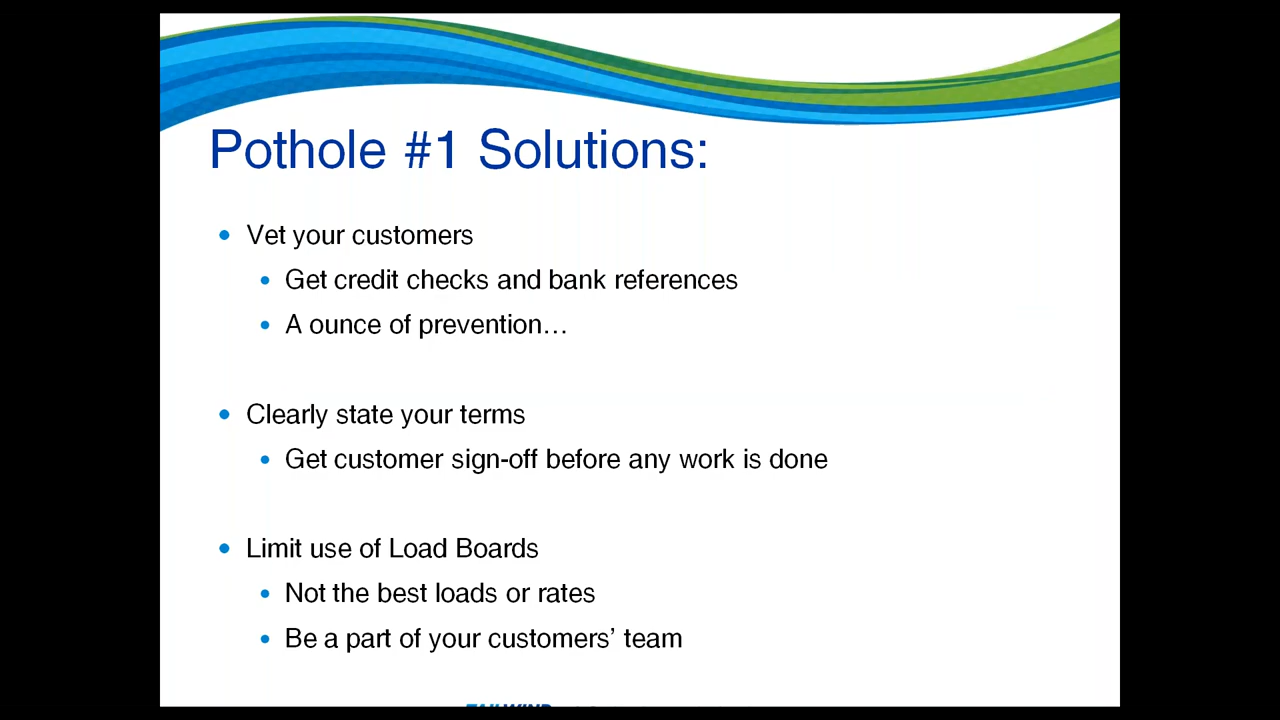 Pothole #1 Solutions:
• Vet your customers
• Get credit checks and bank references
• A ounce of prevention…
• Clearly state your terms
• Get customer sign-off before any work is done
• Limit use of Load Boards
• Not the best loads or rates
• Be a part of your customers’ team
TAILWIND